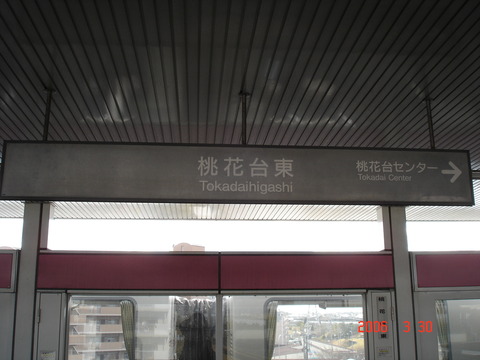 桃花台東
Tokadaihigashi
桃花台センター
Tokadai Center
2006 3 30